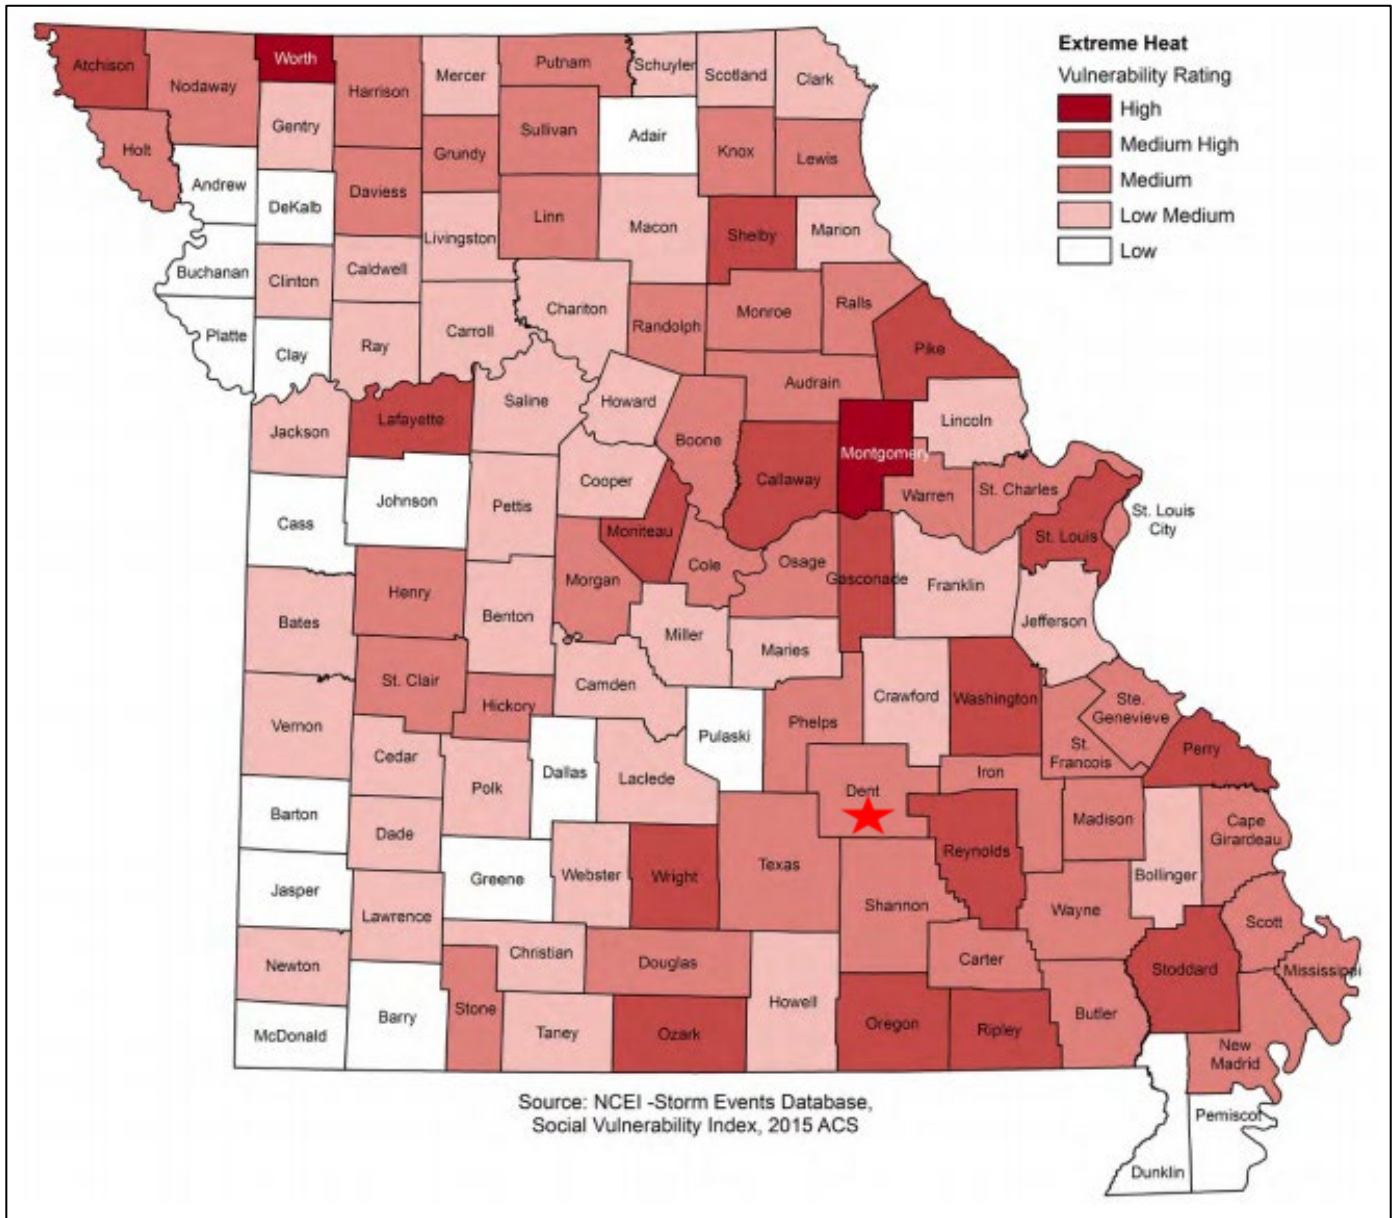 Extreme Heat
Vulnerability Rating
High
Medium High
Medium
Low Medium
Low
Atchison
Nodaway
Worth
Harrison
Mercer
Putnam
Schuyler
Scotland
Clark
Gentry
Holt
Andrew
DeKalb
Daviess
Grundy
Sullivan
Adair
Knox
Lewis
Livingston
Linn
Macon
Shelby
Marion
Buchanan
Clinton
Caldwell
Chariton
Randolph
Monroe
Ralls
Platte
Clay
Ray
Carroll
Pike
Audrain
Jackson
Lafayette
Saline
Howard
Boone
Callaway
Montgomery
Lincoln
Cass
Johnson
Pettis
Cooper
Moniteau
Warren
St. Charles
St. Louis
City
St. Louis
Bates
Henry
Benton
Morgan
Cole
Osage
Gasconade
Franklin
Jefferson
Miller
Maries
Vernon
St. Clair
Hickory
Camden
Pulaski
Phelps
Crawford
Washington
Ste.
Genevieve
St.
Francois
Perry
Cedar
Polk
Dallas
Laclede
Dent
Iron
Barton
Dade
Madison
Cape
Girardeau
Jasper
Greene
Webster
Wright
Texas
Reynolds
Bollinger
Lawrence
Shannon
Wayne
Scott
Newton
Christian
Douglas
Carter
Stoddard
Mississippi
McDonald
Barry
Stone
Taney
Ozark
Howell
Oregon
Ripley
Butler
New
Madrid
Pemiscot
Dunklin
Source: NCEI -Storm Events Database,
Social Vulnerability Index, 2015 ACS